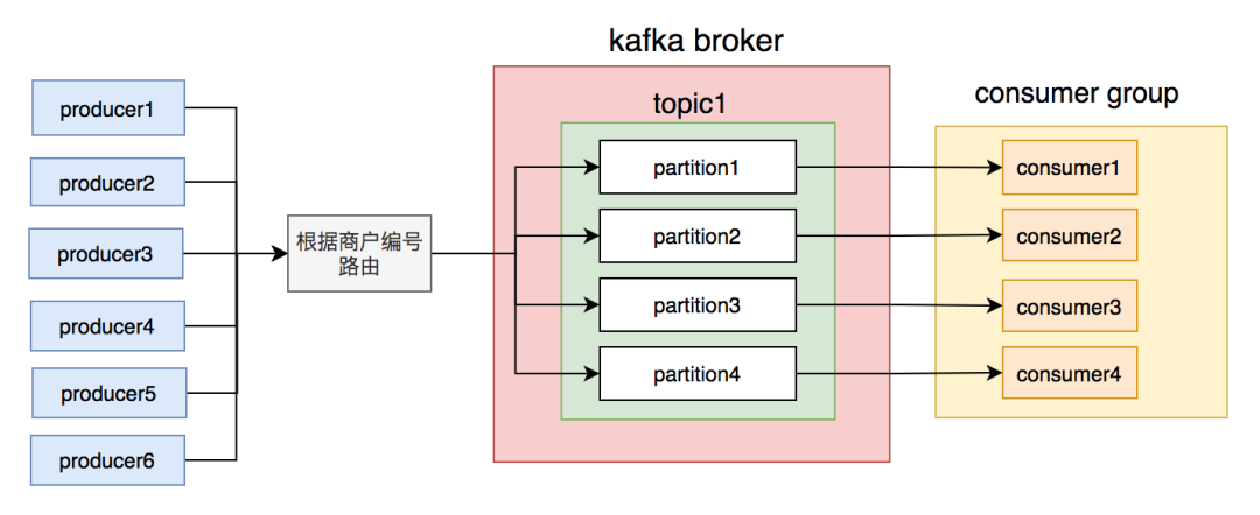 kafka broker
consumer group
topic1
producer1
producer2
producer3
producer4
producer5
producer6
根据商户编号
路由
partition1
partition2
partition3
partition4
consumer1
consumer2
consumer3
consumer4